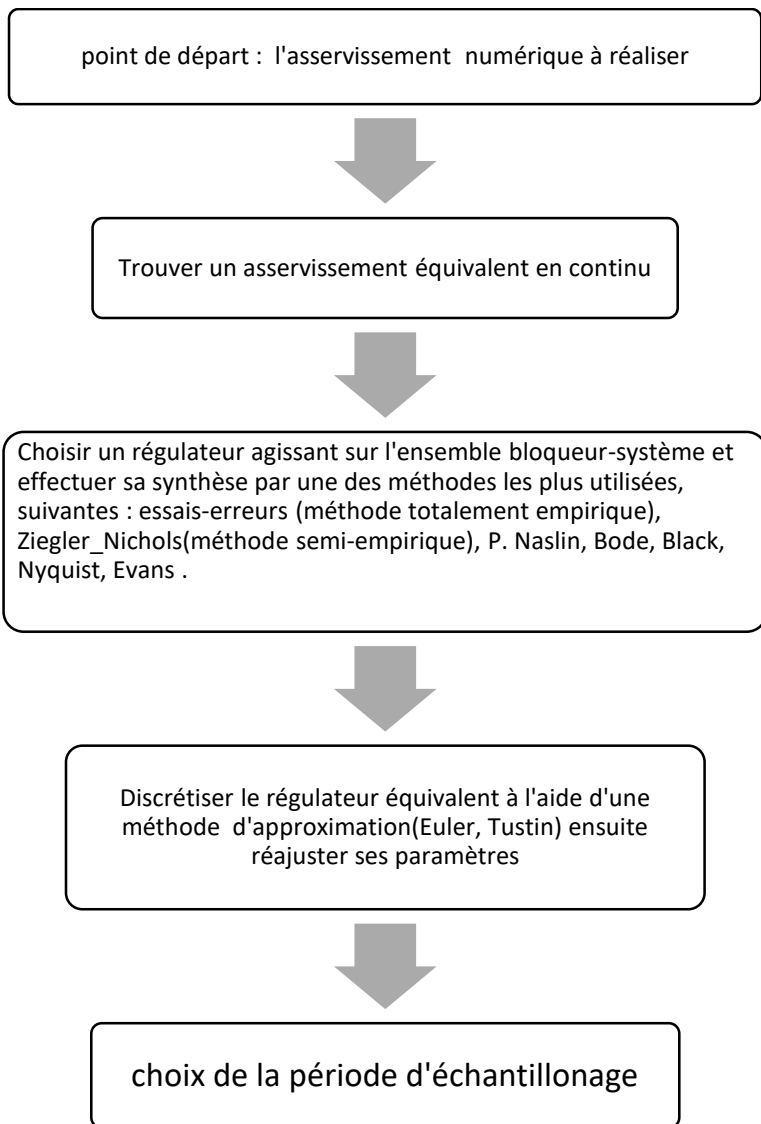 point de départ : l'asservissement numérique à réaliser
Trouver un asservissement équivalent en continu
Choisir un régulateur agissant sur l'ensemble bloqueur-système et
effectuer sa synthèse par une des méthodes les plus utilisées,
suivantes : essais-erreurs (méthode totalement empirique),
Ziegler_Nichols(méthode semi-empirique), P. Naslin, Bode, Black,
Nyquist, Evans .
Discrétiser le régulateur équivalent à l'aide d'une
méthode d'approximation(Euler, Tustin) ensuite
réajuster ses paramètres
choix de la période d'échantillonage